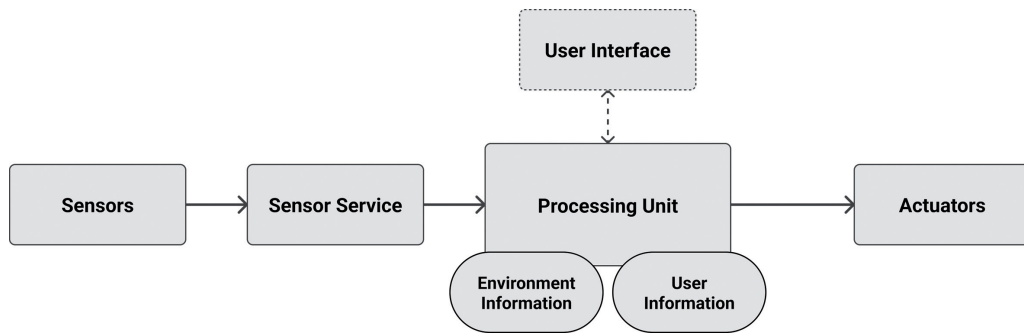 User Interface
Sensors
Sensor Service
Processing Unit
Actuators
Environment
Information
User
Information